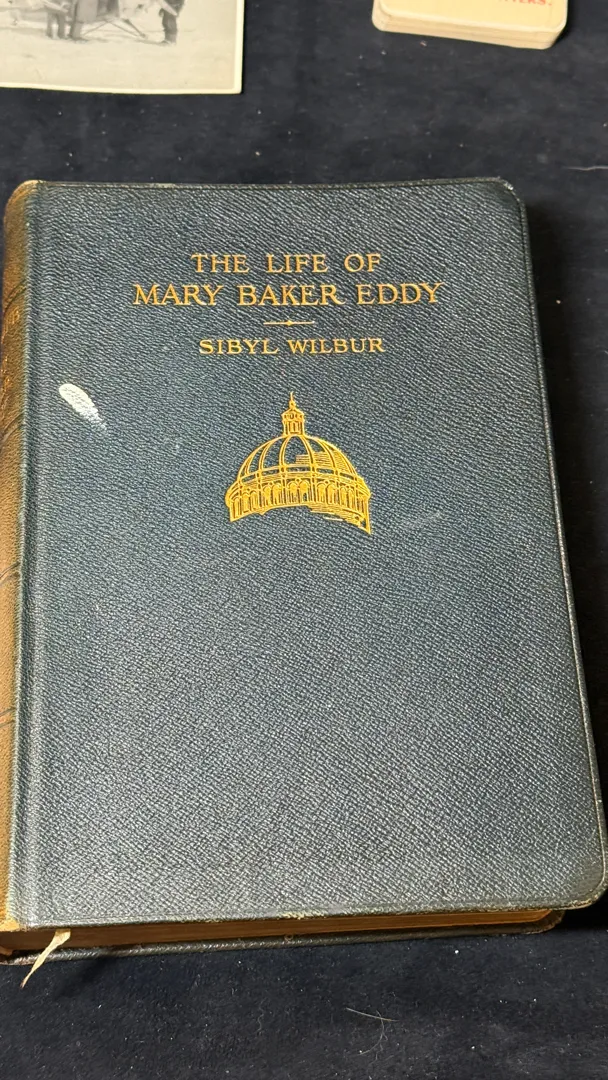 THE LIFE OF
MARY BAKER EDDY
SIBYL WILBUR